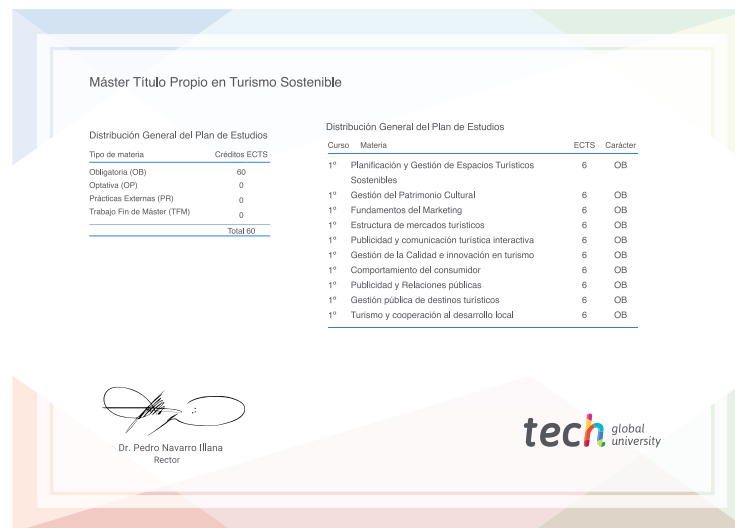 Máster Título Propio en Turismo Sostenible
Distribución General del Plan de Estudios
Tipo de materia Créditos ECTS
Obligatoria (OB) 60
Optativa (OP) 0
Prácticas Externas (PR) 0
Trabajo Fin de Máster (TFM) 0
Total 60
Distribución General del Plan de Estudios
Curso Materia ECTS Carácter
1º Planificación y Gestión de Espacios Turísticos 6 OB
Sostenibles
1º Gestión del Patrimonio Cultural 6 OB
1º Fundamentos del Marketing 6 OB
1º Estructura de mercados turísticos 6 OB
1º Publicidad y comunicación turística interactiva 6 OB
1º Gestión de la Calidad e innovación en turismo 6 OB
1º Comportamiento del consumidor 6 OB
1º Publicidad y Relaciones públicas 6 OB
1º Gestión pública de destinos turísticos 6 OB
1º Turismo y cooperación al desarrollo local 6 OB
Dr. Pedro Navarro Illana
Rector
tech global
university